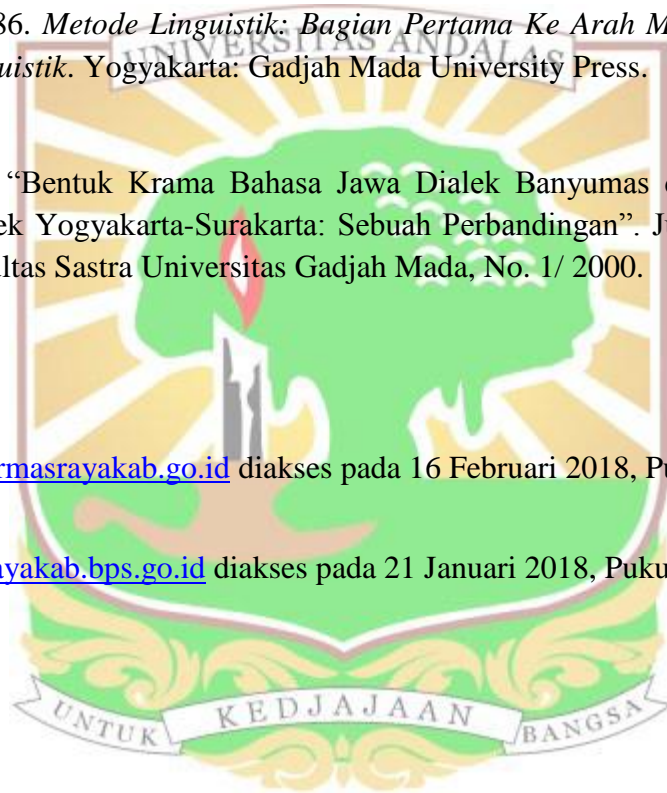 86. Metode Linguistik: Bagian Pertama Ke Arah M
UNIVERSITAS ANDALAS
uistik. Yogyakarta: Gadjah Mada University Press.
“Bentuk Krama Bahasa Jawa Dialek Banyumas
ek Yogyakarta-Surakarta: Sebuah Perbandingan”. J
ultas Sastra Universitas Gadjah Mada, No. 1/ 2000.
rmasrayakab.go.id diakses pada 16 Februari 2018, P
ayakab.bps.go.id diakses pada 21 Januari 2018, Puku
UNTUK KEDJAJAAN BANGSA